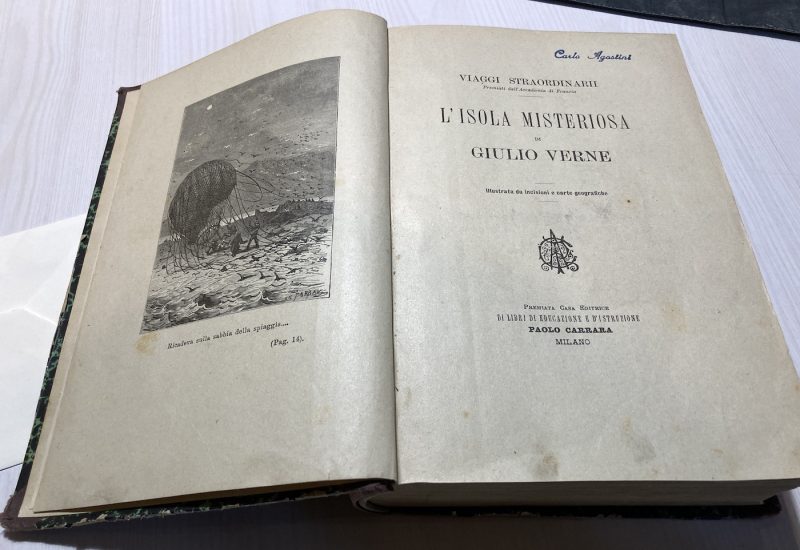 Ricadeva sulla sabbia della spiaggia....
(Pag. 14).
Carlo Agostini
VIAGGI STRAORDINARII
Premiati dall'Accademia di Francia
L'ISOLA MISTERIOSA
DI
GIULIO VERNE
Illustrata da incisioni e carte geografiche
PREMIATA CASA EDITRICE
DI LIBRI DI EDUCAZIONE E D'ISTRUZIONE
PAOLO CARRARA
MILANO